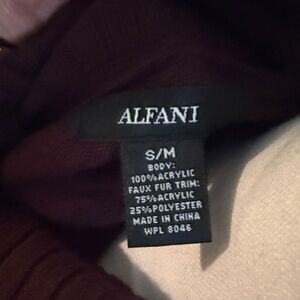 ALFANI
S/M
BODY:
100%ACRYLIC
FAUX FUR TRIM:
75%ACRYLIC
25%POLYESTER
MADE IN CHINA
WPL 8046